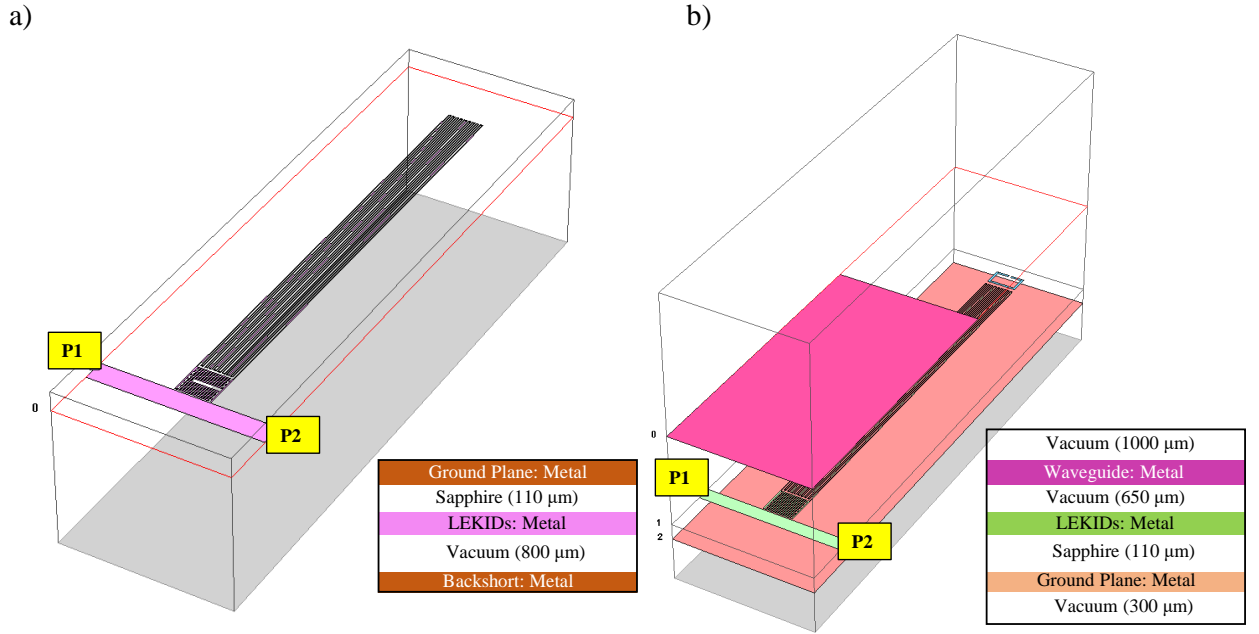 a)
P1
0
P2
Ground Plane: Metal
Sapphire (110 µm)
LEKIDs: Metal
Vacuum (800 µm)
Backshort: Metal
b)
0
P1
1
2
P2
Vacuum (1000 µm)
Waveguide: Metal
Vacuum (650 µm)
LEKIDs: Metal
Sapphire (110 µm)
Ground Plane: Metal
Vacuum (300 µm)